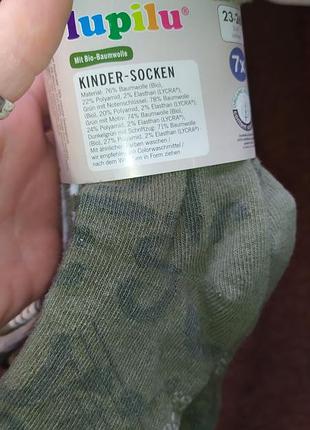 lupilu
23-2
7x
Mit Bio-Baumwolle
KINDER-SOCKEN
Material: 76% Baumwolle (Bio),
22% Polyamid, 2% Elasthan (LYCRA®),
Grün mit Notenschlüssel: 78% Baumwolle
(Bio), 20% Polyamid, 2% Elasthan (LYCRA®),
Grün mit Motiv: 74% Baumwolle (Bio),
24% Polyamid, 2% Elasthan (LYCRA®),
Dunkelgrün mit Schriftzug: 71% Baumwolle
(Bio), 27% Polyamid, 2% Elasthan (LYCRA®)
Mit ähnlichen Farben waschen /
wir empfehlen ein Colorwaschmittel /
nach dem Waschen in Form ziehen/